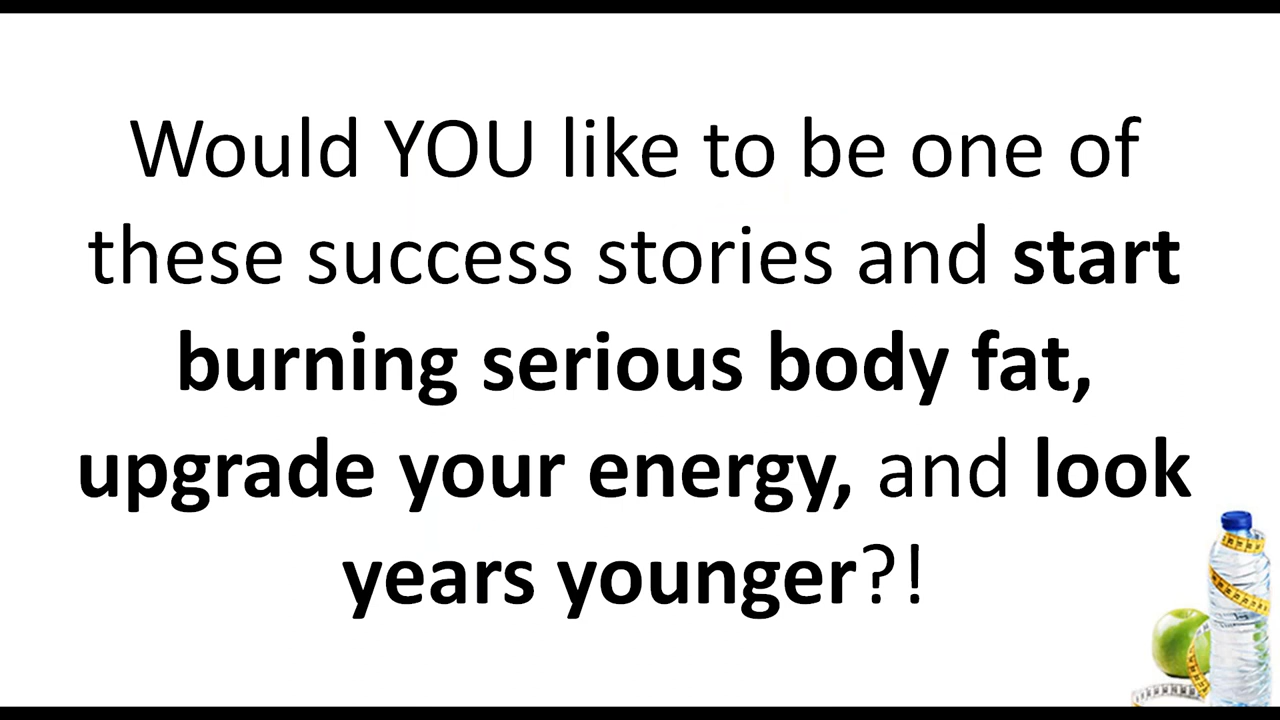 Would YOU like to be one of
these success stories and start
burning serious body fat,
upgrade your energy, and look
years younger?!